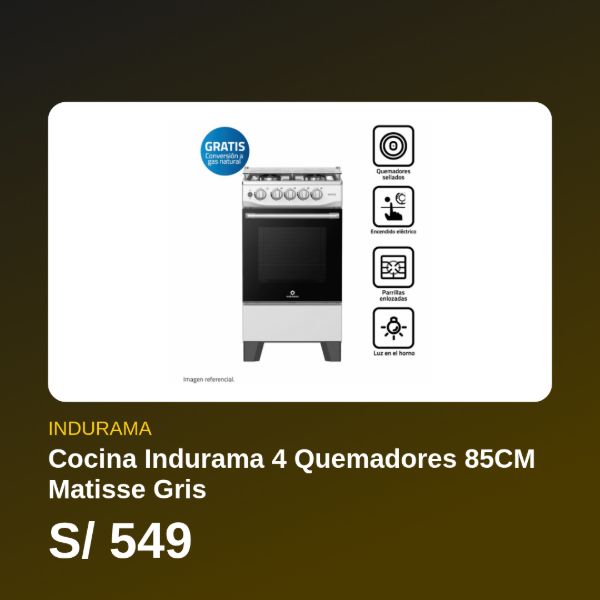 GRATIS
Conversión a
gas natural
Quemadores
sellados
Encendido eléctrico
Parrillas
enlozadas
Luz en el horno
Imagen referencial.
INDURAMA
Cocina Indurama 4 Quemadores 85CM
Matisse Gris
S/ 549